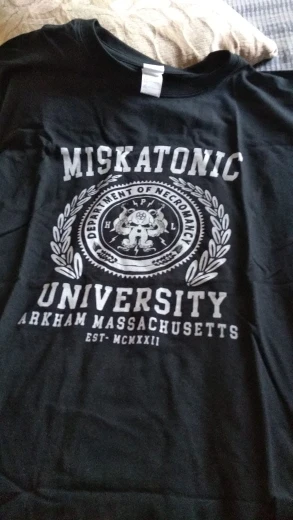 MISKATONIC
DEPARTMENT OF NECROMANCY
H L
UNIVERSITY
ARKHAM MASSACHUSETTS
EST- MCMXXII